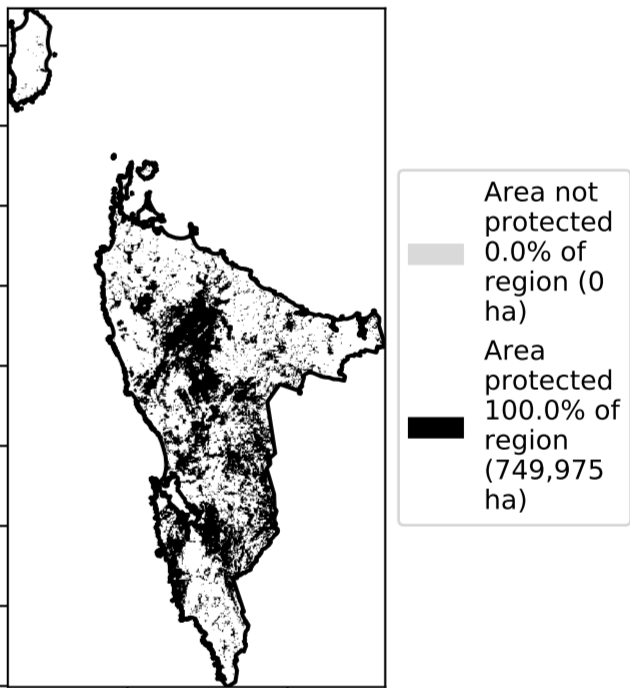 Area not
protected
0.0% of
region (0
ha)
Area
protected
100.0% of
region
(749,975
ha)